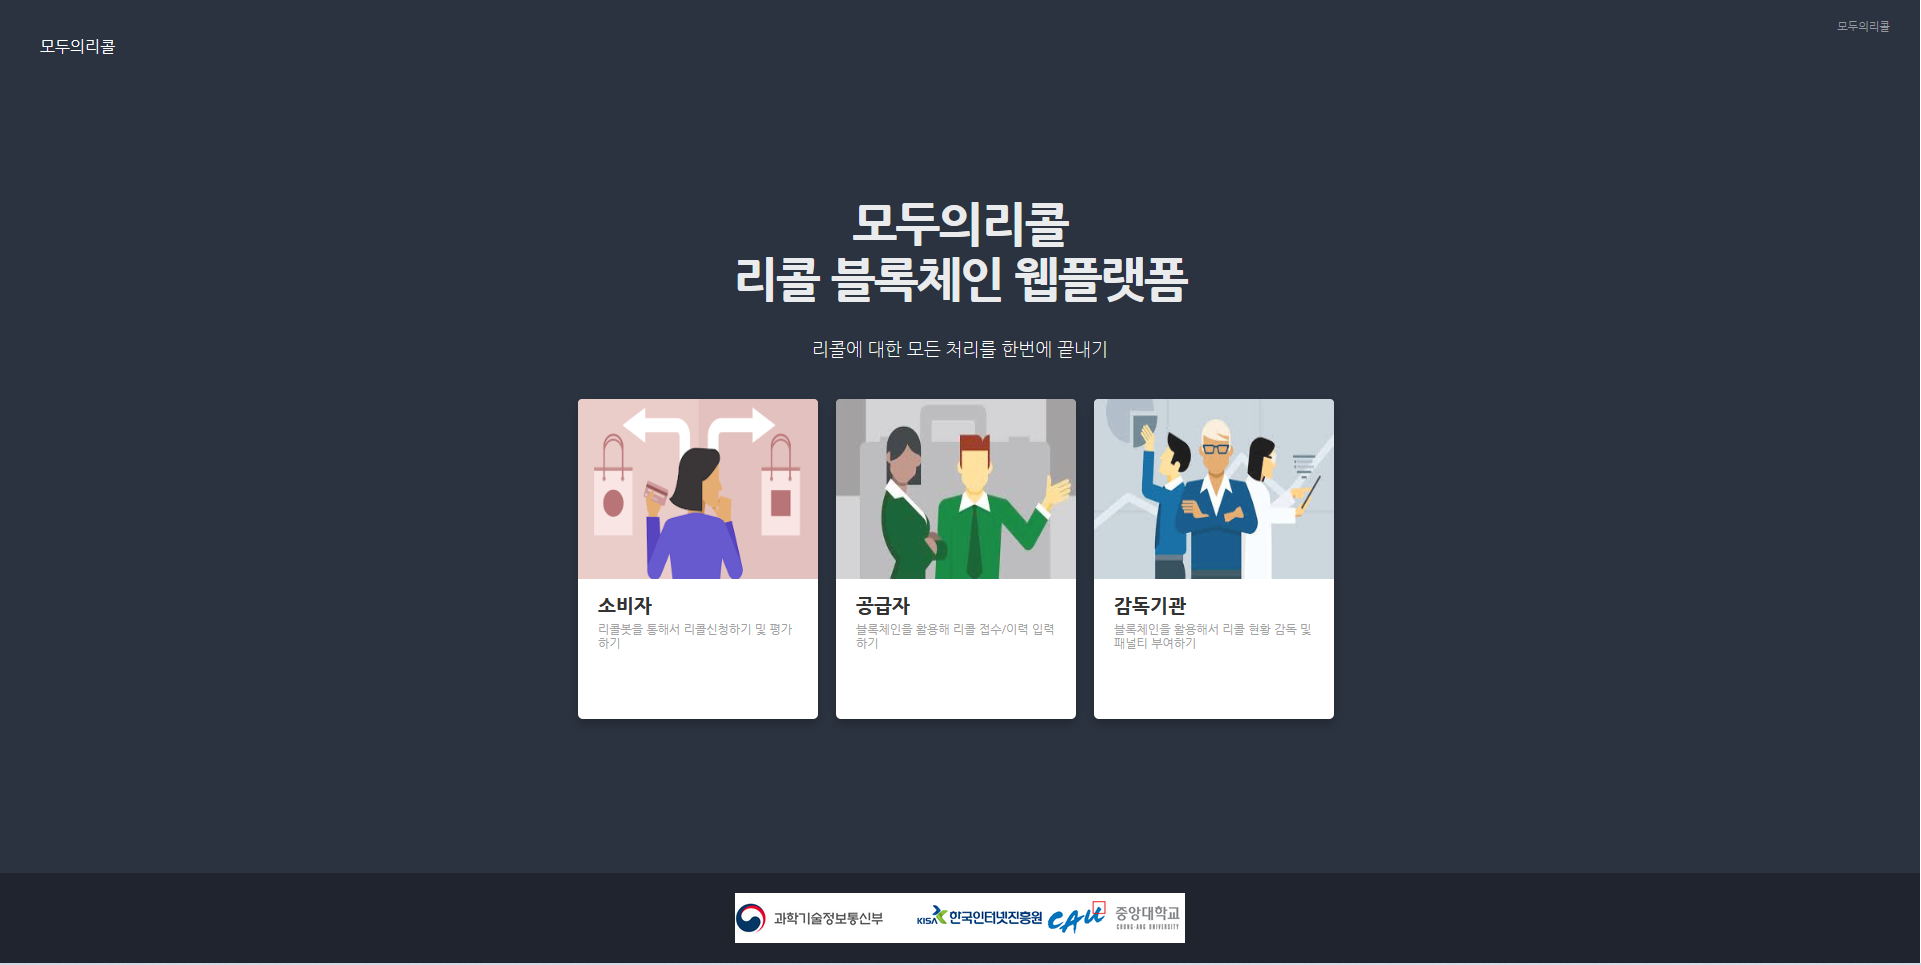 모두의리콜
모두의리콜
모두의리콜
리콜 블록체인 웹플랫폼
리콜에 대한 모든 처리를 한번에 끝내기
소비자
리콜봇을 통해서 리콜신청하기 및 평가
하기
공급자
블록체인을 활용해 리콜 접수/이력 입력
하기
감독기관
블록체인을 활용해서 리콜 현황 감독 및
패널티 부여하기
과학기술정보통신부
KISA 한국인터넷진흥원
CAU 중앙대학교
CHUNG-ANG UNIVERSITY